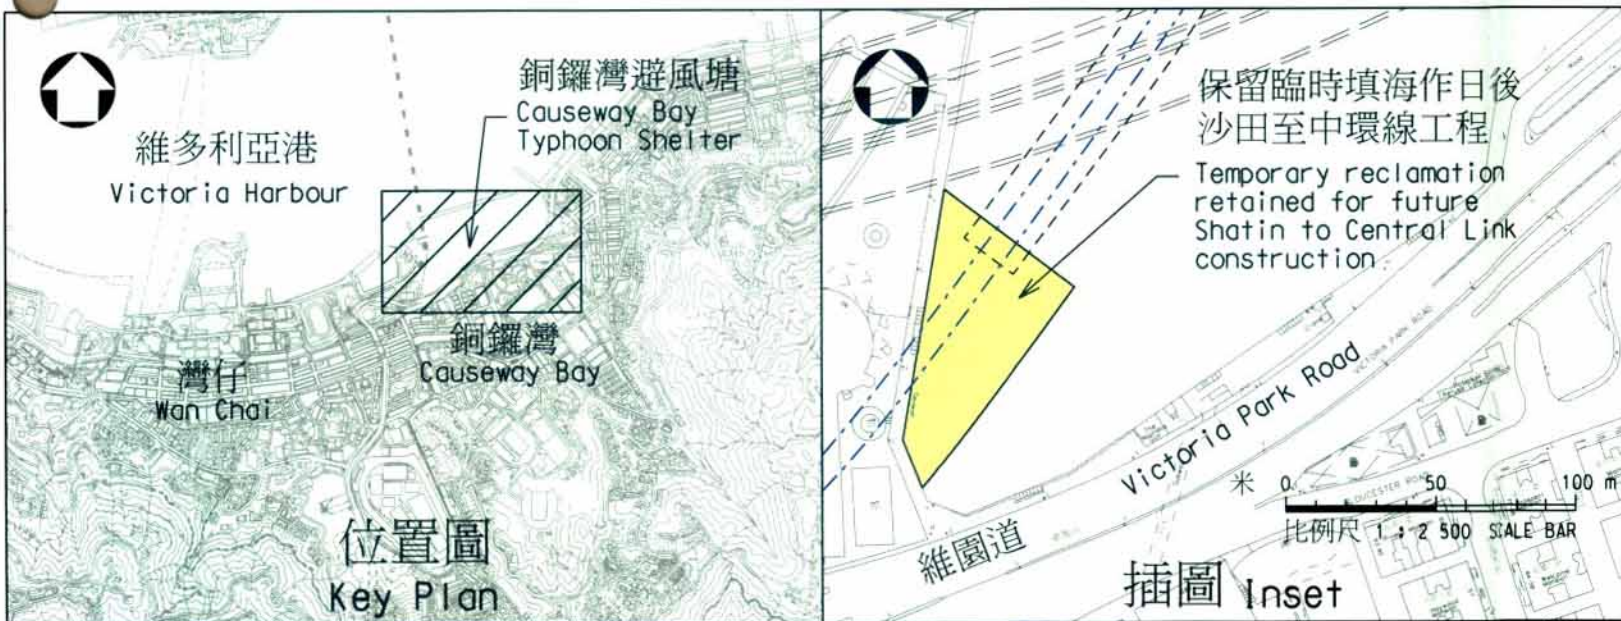 銅鑼灣避風塘
Causeway Bay
Typhoon Shelter
維多利亞港
Victoria Harbour
銅鑼灣
Causeway Bay
灣仔
Wan Chai
位置圖
Key Plan
保留臨時填海作日後
沙田至中環線工程
Temporary reclamation
retained for future
Shatin to Central Link
construction
Victoria Park Road
VICTORIA PARK ROAD
維園道
米 0 50 100 m
比例尺 1 : 2 500 SCALE BAR
插圖 Inset